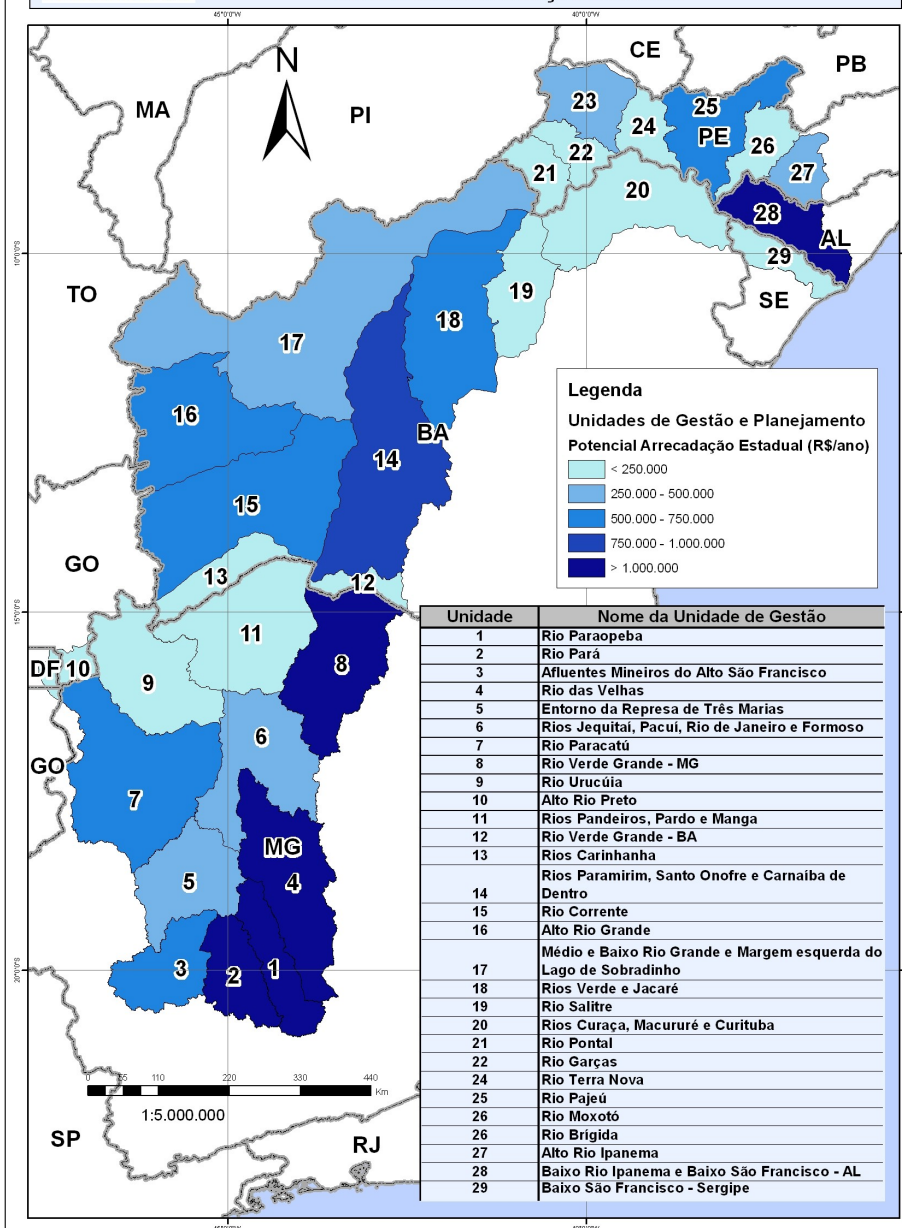 45°0'0"W
40°0'0"W
N
CE
PB
MA
PI
23
25
24
PE
26
22
21
27
20
28
AL
10°0'0"S
29
TO
19
SE
18
17
16
BA
14
15
GO
13
12
11
8
DF
10
9
6
GO
7
MG
5
4
3
2
1
15°0'0"S
20°0'0"S
Legenda
Unidades de Gestão e Planejamento
Potencial Arrecadação Estadual (R$/ano)
< 250.000
250.000 - 500.000
500.000 - 750.000
750.000 - 1.000.000
> 1.000.000
Unidade Nome da Unidade de Gestão
1 Rio Paraopeba
2 Rio Pará
3 Afluentes Mineiros do Alto São Francisco
4 Rio das Velhas
5 Entorno da Represa de Três Marias
6 Rios Jequitaí, Pacuí, Rio de Janeiro e Formoso
7 Rio Paracatú
8 Rio Verde Grande - MG
9 Rio Urucúia
10 Alto Rio Preto
11 Rios Pandeiros, Pardo e Manga
12 Rio Verde Grande - BA
13 Rios Carinhanha
Rios Paramirim, Santo Onofre e Carnaíba de
14 Dentro
15 Rio Corrente
16 Alto Rio Grande
Médio e Baixo Rio Grande e Margem esquerda do
17 Lago de Sobradinho
18 Rios Verde e Jacaré
19 Rio Salitre
20 Rios Curaça, Macururé e Curituba
21 Rio Pontal
22 Rio Garças
24 Rio Terra Nova
25 Rio Pajeú
26 Rio Moxotó
26 Rio Brígida
27 Alto Rio Ipanema
28 Baixo Rio Ipanema e Baixo São Francisco - AL
29 Baixo São Francisco - Sergipe
0 55 110 220 330 440
Km
1:5.000.000
SP
RJ